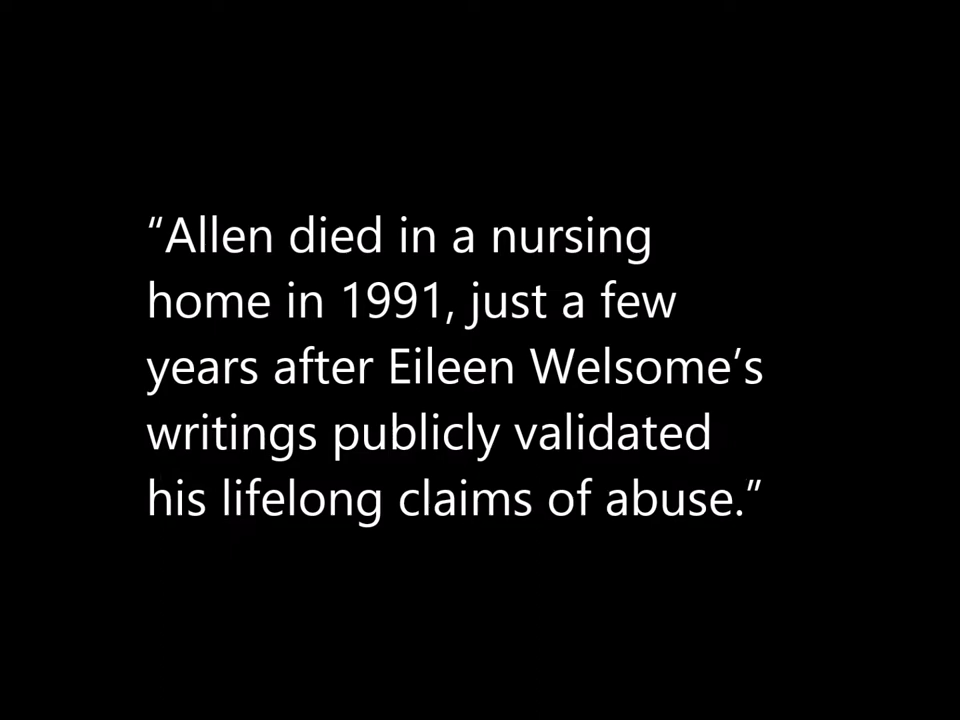 “Allen died in a nursing
home in 1991, just a few
years after Eileen Welsome’s
writings publicly validated
his lifelong claims of abuse.”